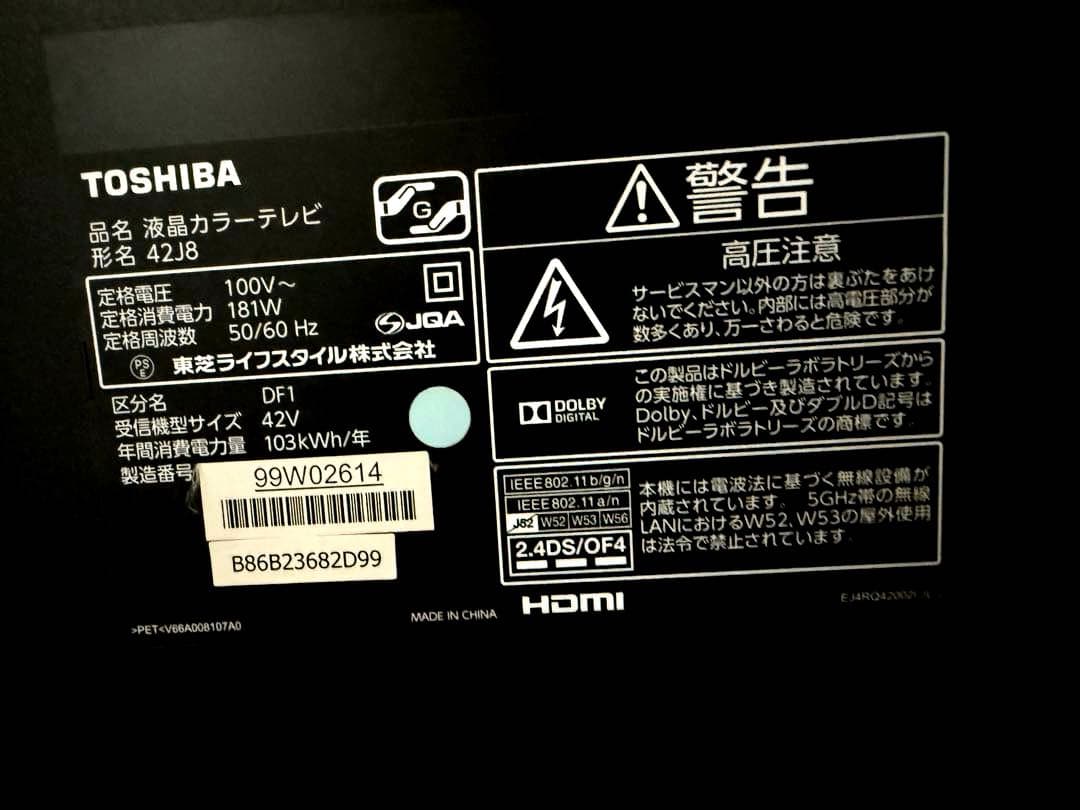 TOSHIBA
品名 液晶カラーテレビ
形名 42J8
G
定格電圧 100V～
定格消費電力 181W
定格周波数 50/60 Hz
JQA
PS
E
東芝ライフスタイル株式会社
区分名 DF1
受信機型サイズ 42V
年間消費電力量 103kWh/年
製造番号
99W02614
B86B23682D99
>PET<V66A008107A0
MADE IN CHINA
警告
高圧注意
サービスマン以外の方は裏ぶたをあけ
ないでください。内部には高電圧部分が
数多くあり、万一さわると危険です。
DOLBY
DIGITAL
この製品はドルビーラボラトリーズから
の実施権に基づき製造されています。
Dolby、ドルビー及びダブルD記号は
ドルビーラボラトリーズの商標です。
IEEE802.11b/g/n
IEEE802.11a/n
J52 W52 W53 W56
2.4DS/OF4
本機には電波法に基づく無線設備が
内蔵されています。 5GHz帯の無線
LANにおけるW52、W53の屋外使用
は法令で禁止されています。
HDMI